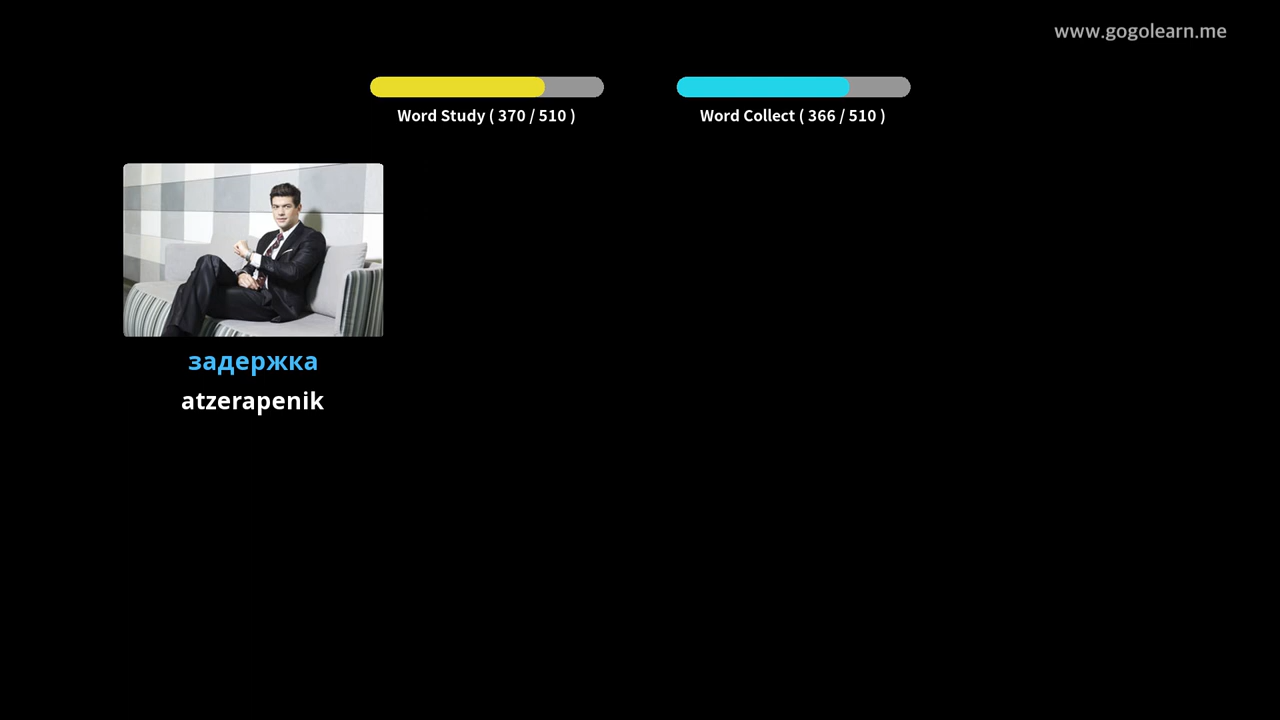 www.gogolearn.me
Word Study ( 370 / 510 )
Word Collect ( 366 / 510 )
задержка
atzerapenik